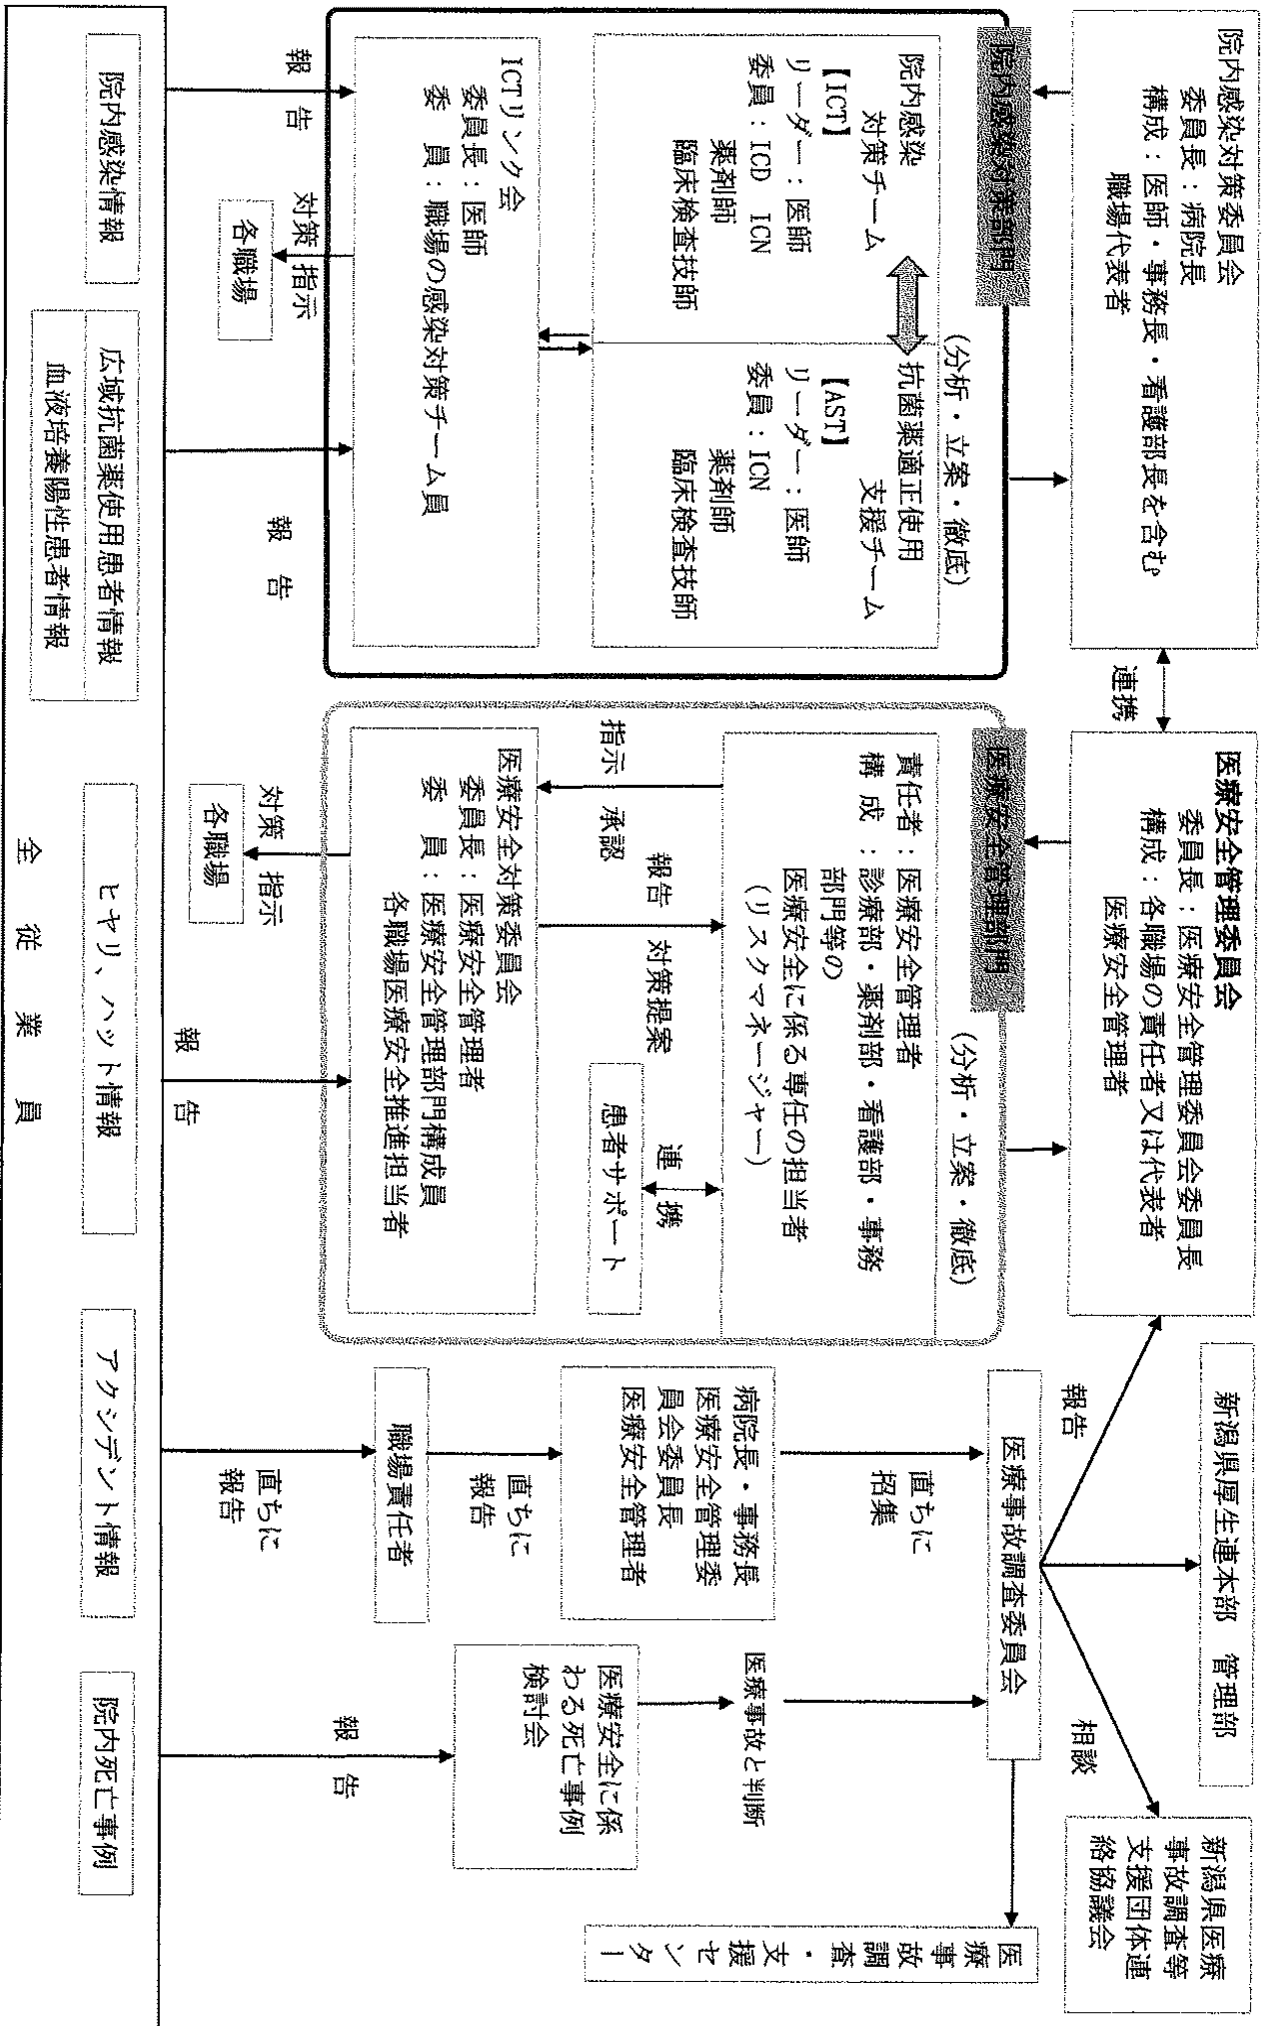 院内感染対策委員会
委員長：病院長
構成：医師・事務長・看護部長を含む
職場代表者
連携
医療安全管理委員会
委員長：医療安全管理委員会委員長
構成：各職場の責任者又は代表者
医療安全管理者
新潟県厚生連本部　管理部
新潟県医療
事故調査等
支援団体連
絡協議会
報告
相談
院内感染対策部門
(分析・立案・徹底)
院内感染
対策チーム
【ICT】
リーダー：医師
委員：ICD ICN
薬剤師
臨床検査技師
抗菌薬適正使用
支援チーム
【AST】
リーダー：医師
委員：ICN
薬剤師
臨床検査技師
ICTリンク会
委員長：医師
委　員：職場の感染対策チーム員
対策　指示
各職場
報　告
報　告
医療安全管理部門
(分析・立案・徹底)
責任者：医療安全管理者
構　成：診療部・薬剤部・看護部・事務
部門等の
医療安全に係る専任の担当者
(リスクマネージャー)
指示　承認
報告　対策提案
連　携
患者サポート
医療安全対策委員会
委員長：医療安全管理者
委　員：医療安全管理部門構成員
各職場医療安全推進担当者
対策　指示
各職場
報　告
医療事故調査委員会
直ちに
招集
病院長・事務長
医療安全管理委
員会委員長
医療安全管理者
直ちに
報告
職場責任者
直ちに
報告
医療事故と判断
医療安全に係
わる死亡事例
検討会
報　告
医療事故調査・支援センター
院内感染情報
広域抗菌薬使用患者情報
血液培養陽性患者情報
ヒヤリ、ハット情報
アクシデント情報
院内死亡事例
全　従　業　員